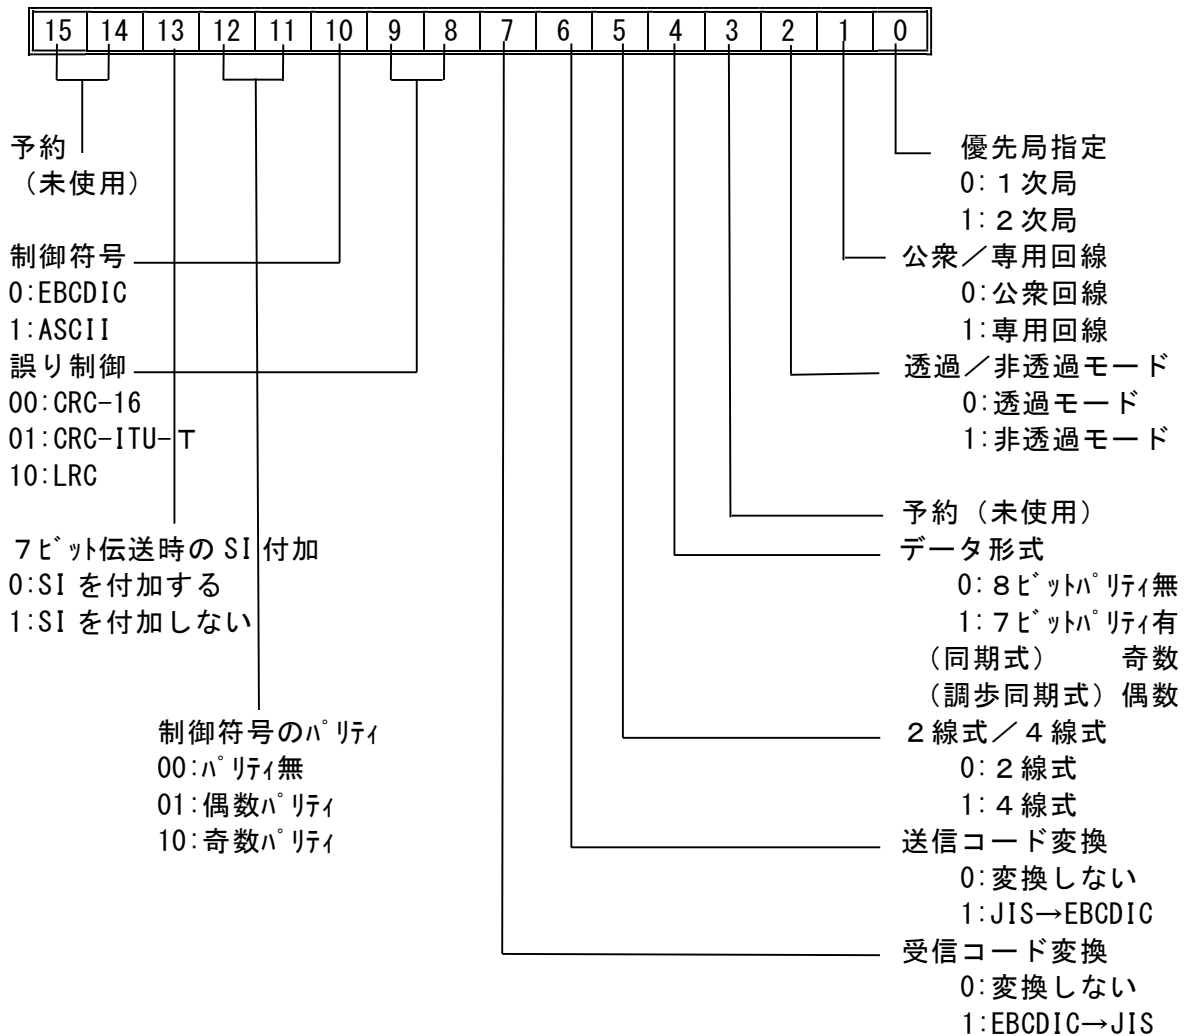 15 14 13 12 11 10 9 8 7 6 5 4 3 2 1 0
予約
（未使用）
制御符号
0:EBCDIC
1:ASCII
誤り制御
00:CRC-16
01:CRC-ITU-T
10:LRC
７ﾋﾞｯﾄ伝送時のSI付加
0:SIを付加する
1:SIを付加しない
制御符号のﾊﾟﾘﾃｨ
00:ﾊﾟﾘﾃｨ無
01:偶数ﾊﾟﾘﾃｨ
10:奇数ﾊﾟﾘﾃｨ
優先局指定
0:１次局
1:２次局
公衆／専用回線
0:公衆回線
1:専用回線
透過／非透過モード
0:透過モード
1:非透過モード
予約（未使用）
データ形式
0:８ﾋﾞｯﾄﾊﾟﾘﾃｨ無
1:７ﾋﾞｯﾄﾊﾟﾘﾃｨ有
（同期式）　　奇数
（調歩同期式）偶数
２線式／４線式
0:２線式
1:４線式
送信コード変換
0:変換しない
1:JIS→EBCDIC
受信コード変換
0:変換しない
1:EBCDIC→JIS